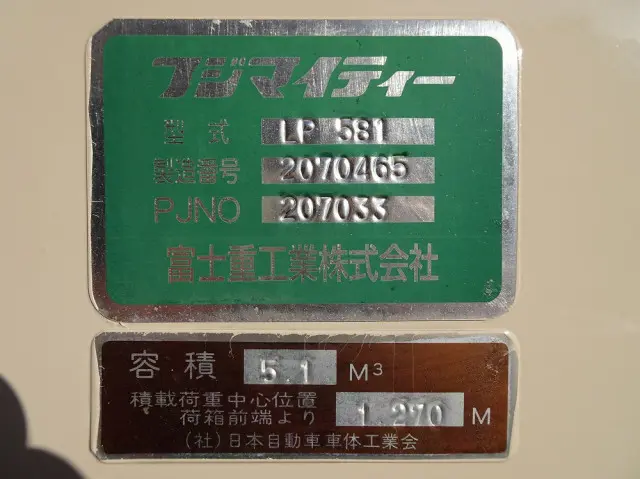 フジマイティー
型式 LP 581
製造番号 2070465
PJNO 207033
富士重工業株式会社
容積 5.1 M³
積載荷重中心位置
荷箱前端より 1 270 M
(社)日本自動車車体工業会